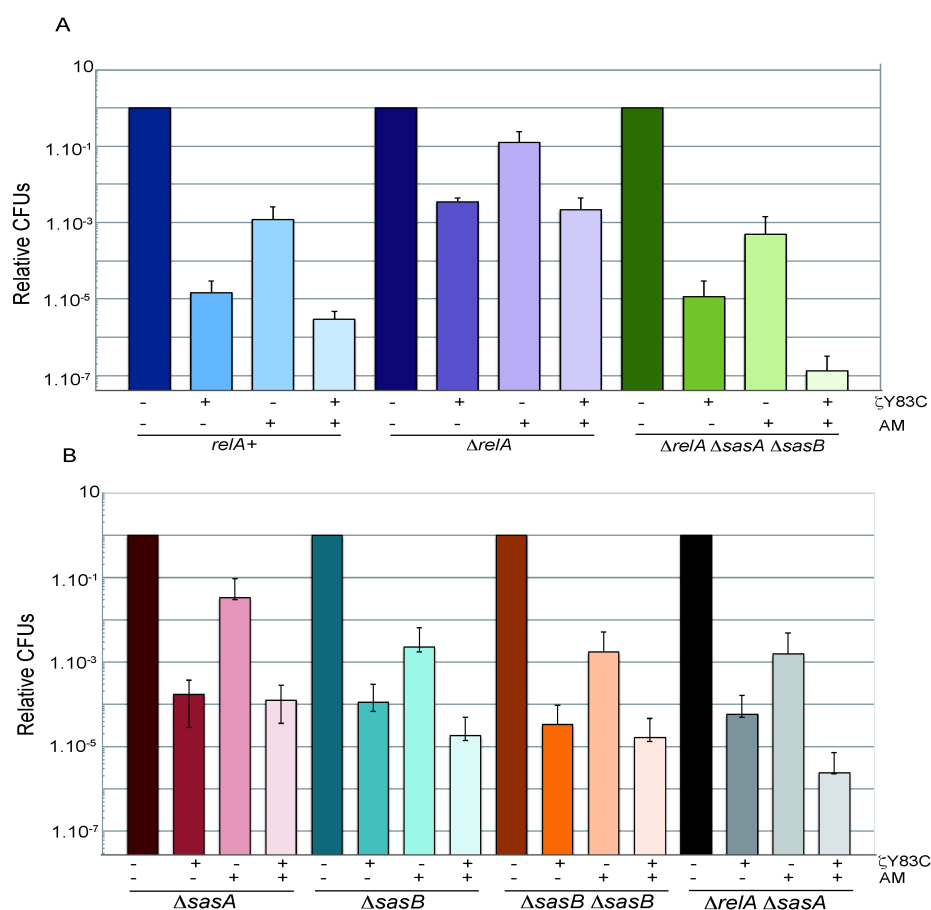 A
10
1.10-1
1.10-3
1.10-5
1.10-7
Relative CFUs
- + - + - + - + - + - + ζY83C
- - + + - - + + - - + + AM
relA+ ΔrelA ΔrelA ΔsasA ΔsasB
B
10
1.10-1
1.10-3
1.10-5
1.10-7
Relative CFUs
- + - + - + - + - + - + - + - + ζY83C
- - + + - - + + - - + + - - + + AM
ΔsasA ΔsasB ΔsasB ΔsasB ΔrelA ΔsasA